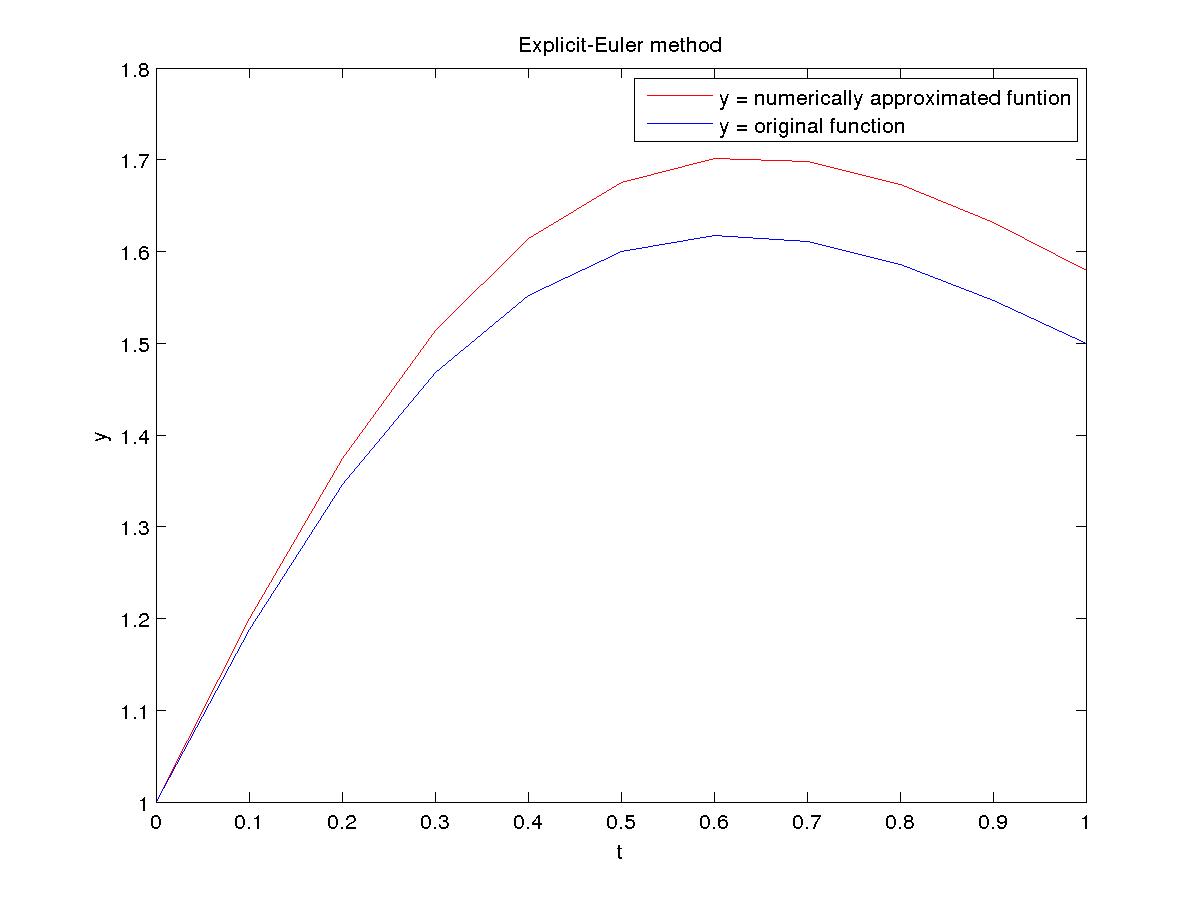 Explicit-Euler method
1.8
y = numerically approximated funtion
y = original function
1.7
1.6
1.5
1.4
y
1.3
1.2
1.1
1
0 0.1 0.2 0.3 0.4 0.5 0.6 0.7 0.8 0.9 1
t